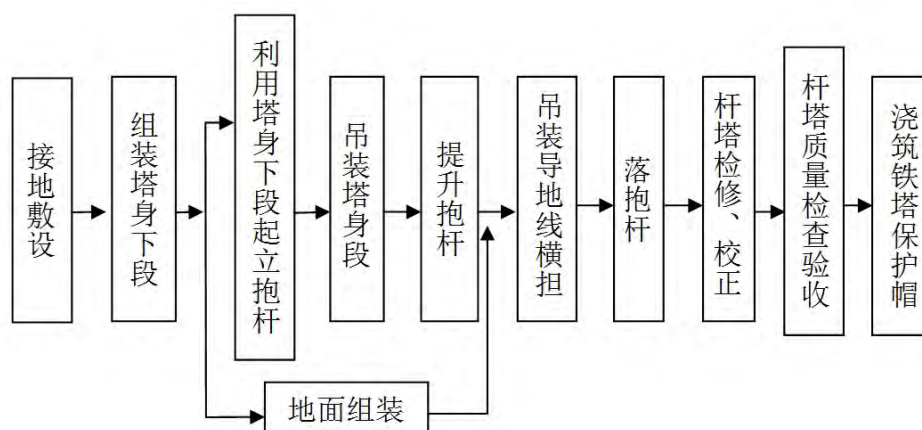 接地敷设
组装塔身下段
利用塔身下段起立抱杆
吊装塔身段
提升抱杆
吊装导地线横担
落抱杆
杆塔检修、校正
杆塔质量检查验收
浇筑铁塔保护帽
地面组装